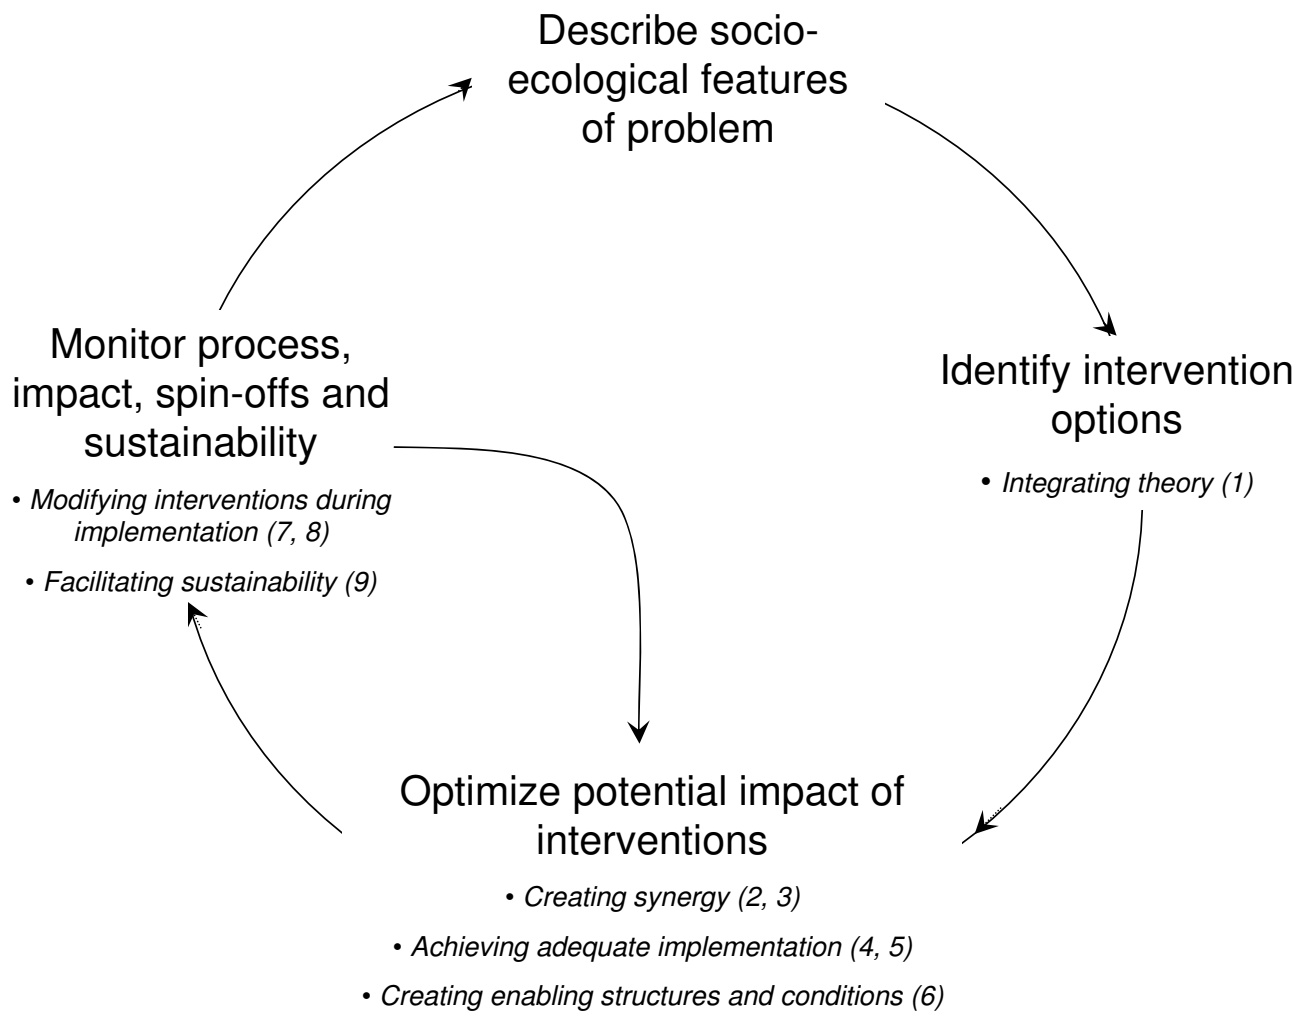 Describe socio-
ecological features
of problem
Monitor process,
impact, spin-offs and
sustainability
• Modifying interventions during
implementation (7, 8)
• Facilitating sustainability (9)
Identify intervention
options
• Integrating theory (1)
Optimize potential impact of
interventions
• Creating synergy (2, 3)
• Achieving adequate implementation (4, 5)
• Creating enabling structures and conditions (6)